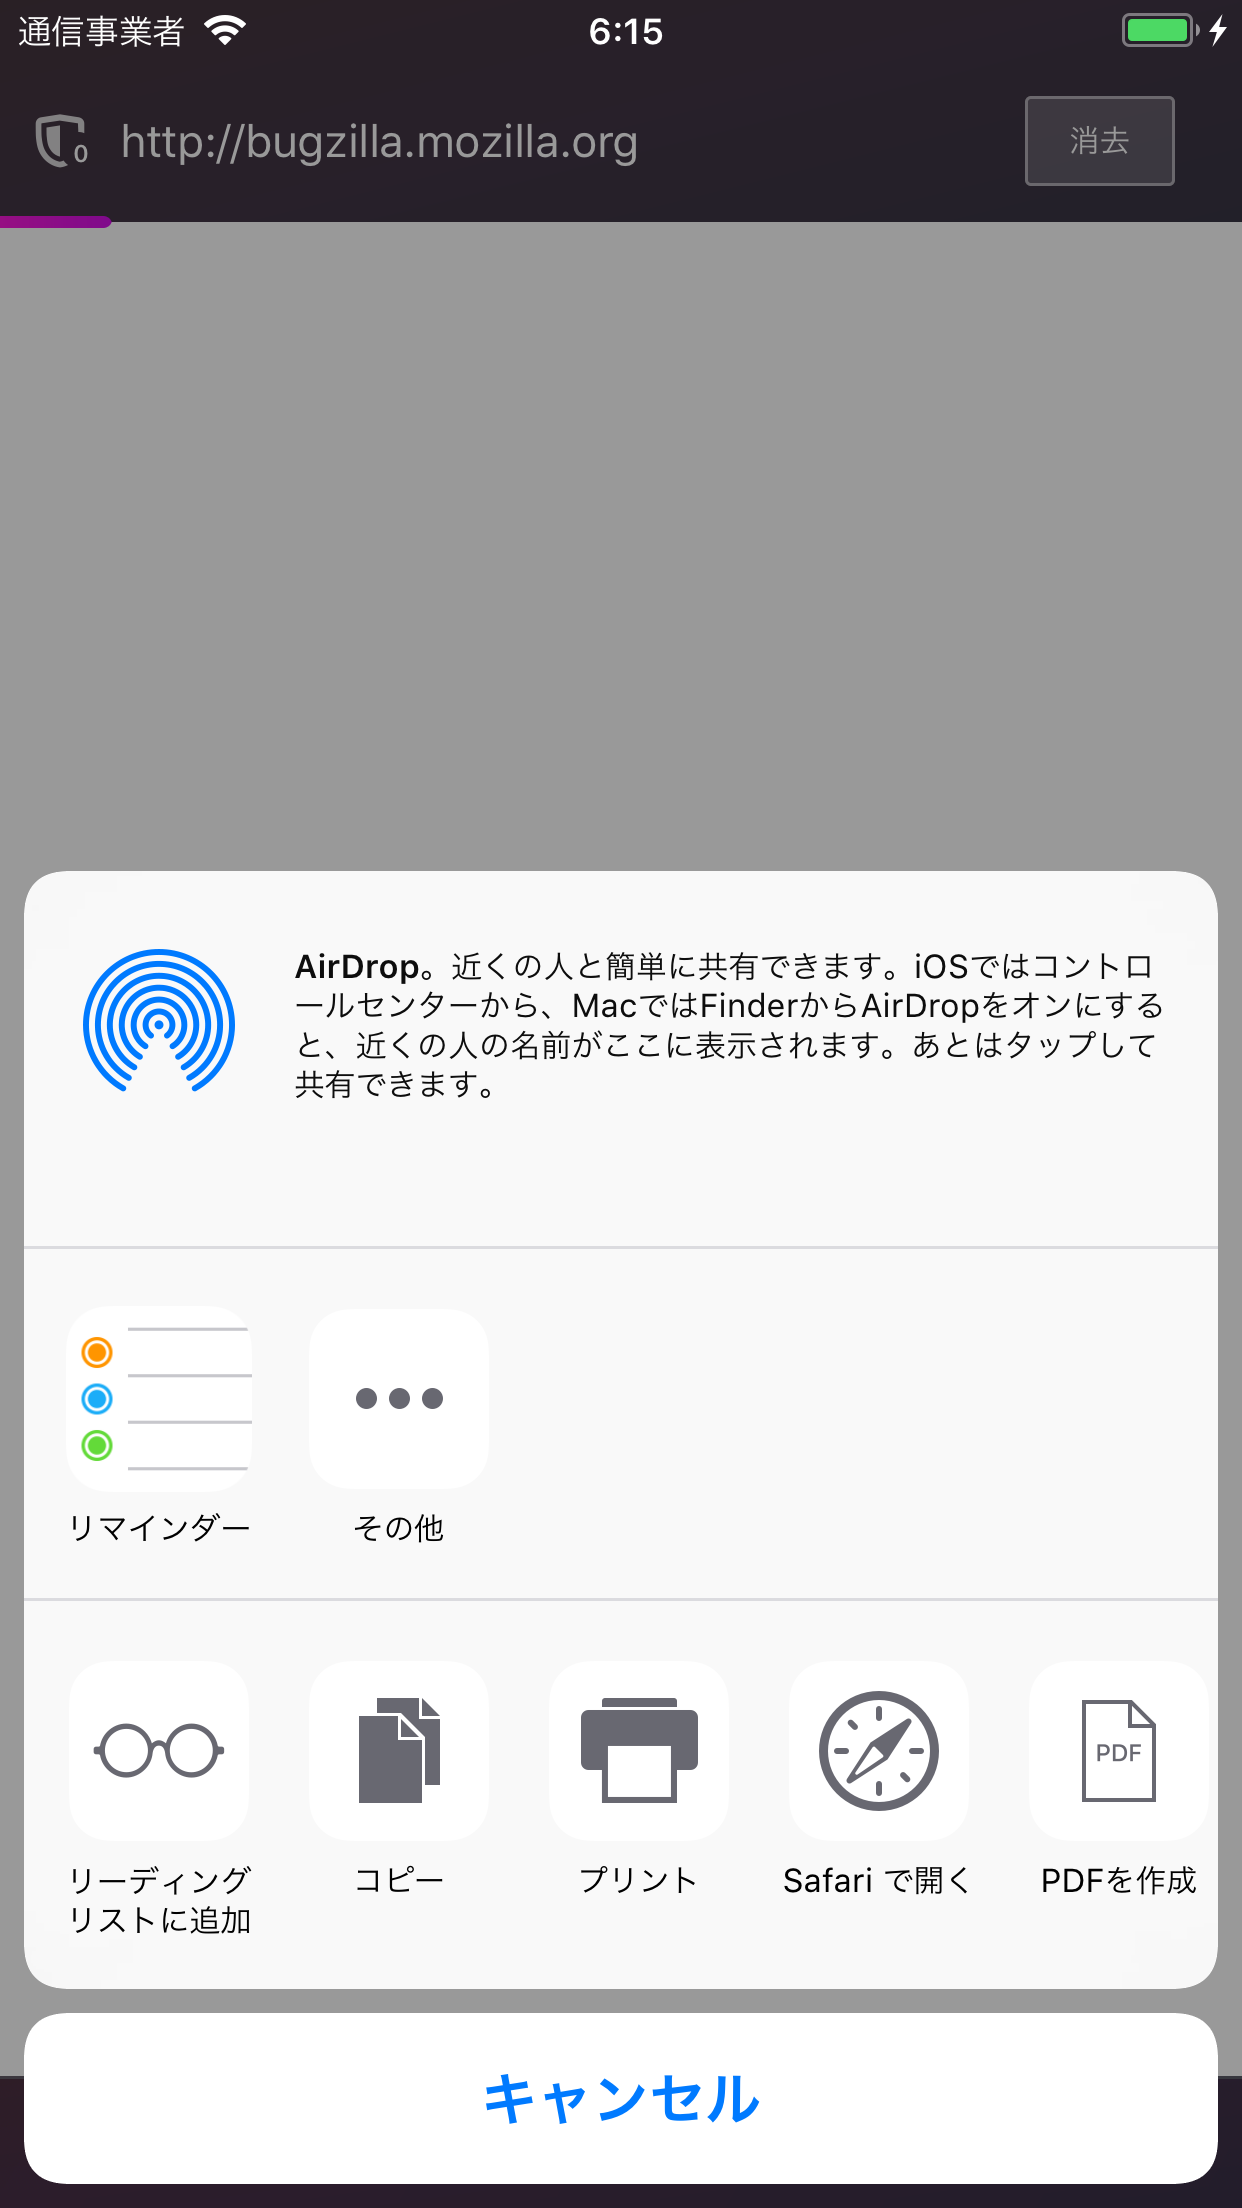 通信事業者 6:15
0 http://bugzilla.mozilla.org 消去
AirDrop。近くの人と簡単に共有できます。iOSではコントロ
ールセンターから、MacではFinderからAirDropをオンにする
と、近くの人の名前がここに表示されます。あとはタップして
共有できます。
リマインダー その他
PDF
リーディング コピー プリント Safari で開く PDFを作成
リストに追加
キャンセル